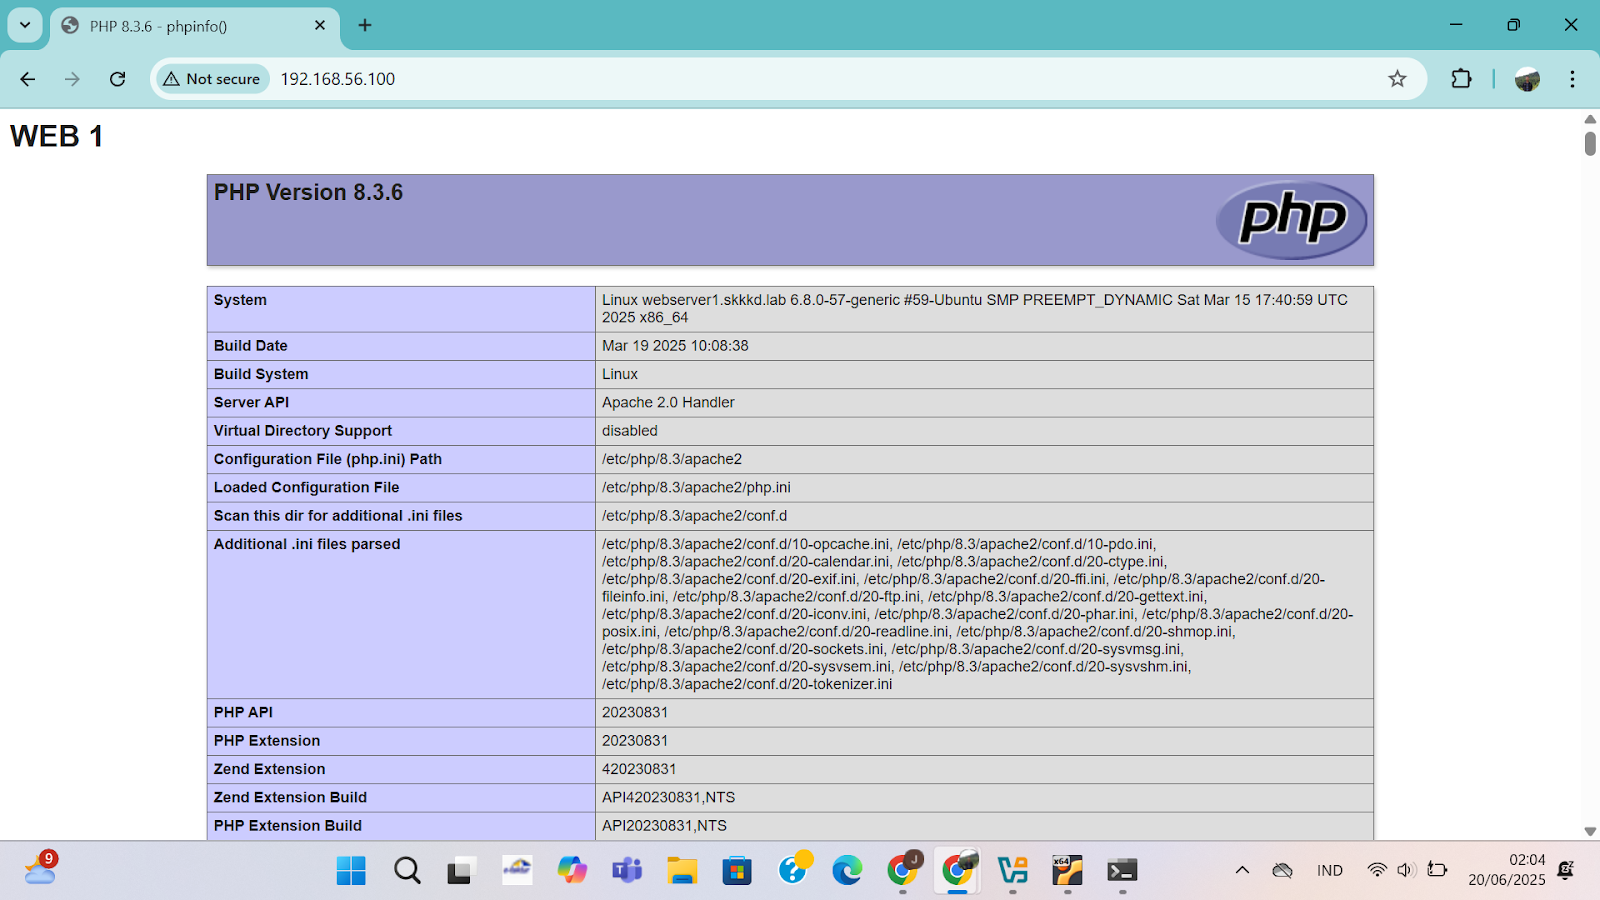 PHP 8.3.6 - phpinfo()
Not secure
192.168.56.100
WEB 1
PHP Version 8.3.6
php
System
Linux webserver1.skkkd.lab 6.8.0-57-generic #59-Ubuntu SMP PREEMPT_DYNAMIC Sat Mar 15 17:40:59 UTC
2025 x86_64
Build Date
Mar 19 2025 10:08:38
Build System
Linux
Server API
Apache 2.0 Handler
Virtual Directory Support
disabled
Configuration File (php.ini) Path
/etc/php/8.3/apache2
Loaded Configuration File
/etc/php/8.3/apache2/php.ini
Scan this dir for additional .ini files
/etc/php/8.3/apache2/conf.d
Additional .ini files parsed
/etc/php/8.3/apache2/conf.d/10-opcache.ini, /etc/php/8.3/apache2/conf.d/10-pdo.ini,
/etc/php/8.3/apache2/conf.d/20-calendar.ini, /etc/php/8.3/apache2/conf.d/20-ctype.ini,
/etc/php/8.3/apache2/conf.d/20-exif.ini, /etc/php/8.3/apache2/conf.d/20-ffi.ini, /etc/php/8.3/apache2/conf.d/20-
fileinfo.ini, /etc/php/8.3/apache2/conf.d/20-ftp.ini, /etc/php/8.3/apache2/conf.d/20-gettext.ini,
/etc/php/8.3/apache2/conf.d/20-iconv.ini, /etc/php/8.3/apache2/conf.d/20-phar.ini, /etc/php/8.3/apache2/conf.d/20-
posix.ini, /etc/php/8.3/apache2/conf.d/20-readline.ini, /etc/php/8.3/apache2/conf.d/20-shmop.ini,
/etc/php/8.3/apache2/conf.d/20-sockets.ini, /etc/php/8.3/apache2/conf.d/20-sysvmsg.ini,
/etc/php/8.3/apache2/conf.d/20-sysvsem.ini, /etc/php/8.3/apache2/conf.d/20-sysvshm.ini,
/etc/php/8.3/apache2/conf.d/20-tokenizer.ini
PHP API
20230831
PHP Extension
20230831
Zend Extension
420230831
Zend Extension Build
API420230831,NTS
PHP Extension Build
API20230831,NTS
9
J
x64
IND
02:04
20/06/2025